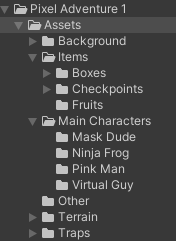 Pixel Adventure 1
Assets
Background
Items
Boxes
Checkpoints
Fruits
Main Characters
Mask Dude
Ninja Frog
Pink Man
Virtual Guy
Other
Terrain
Traps